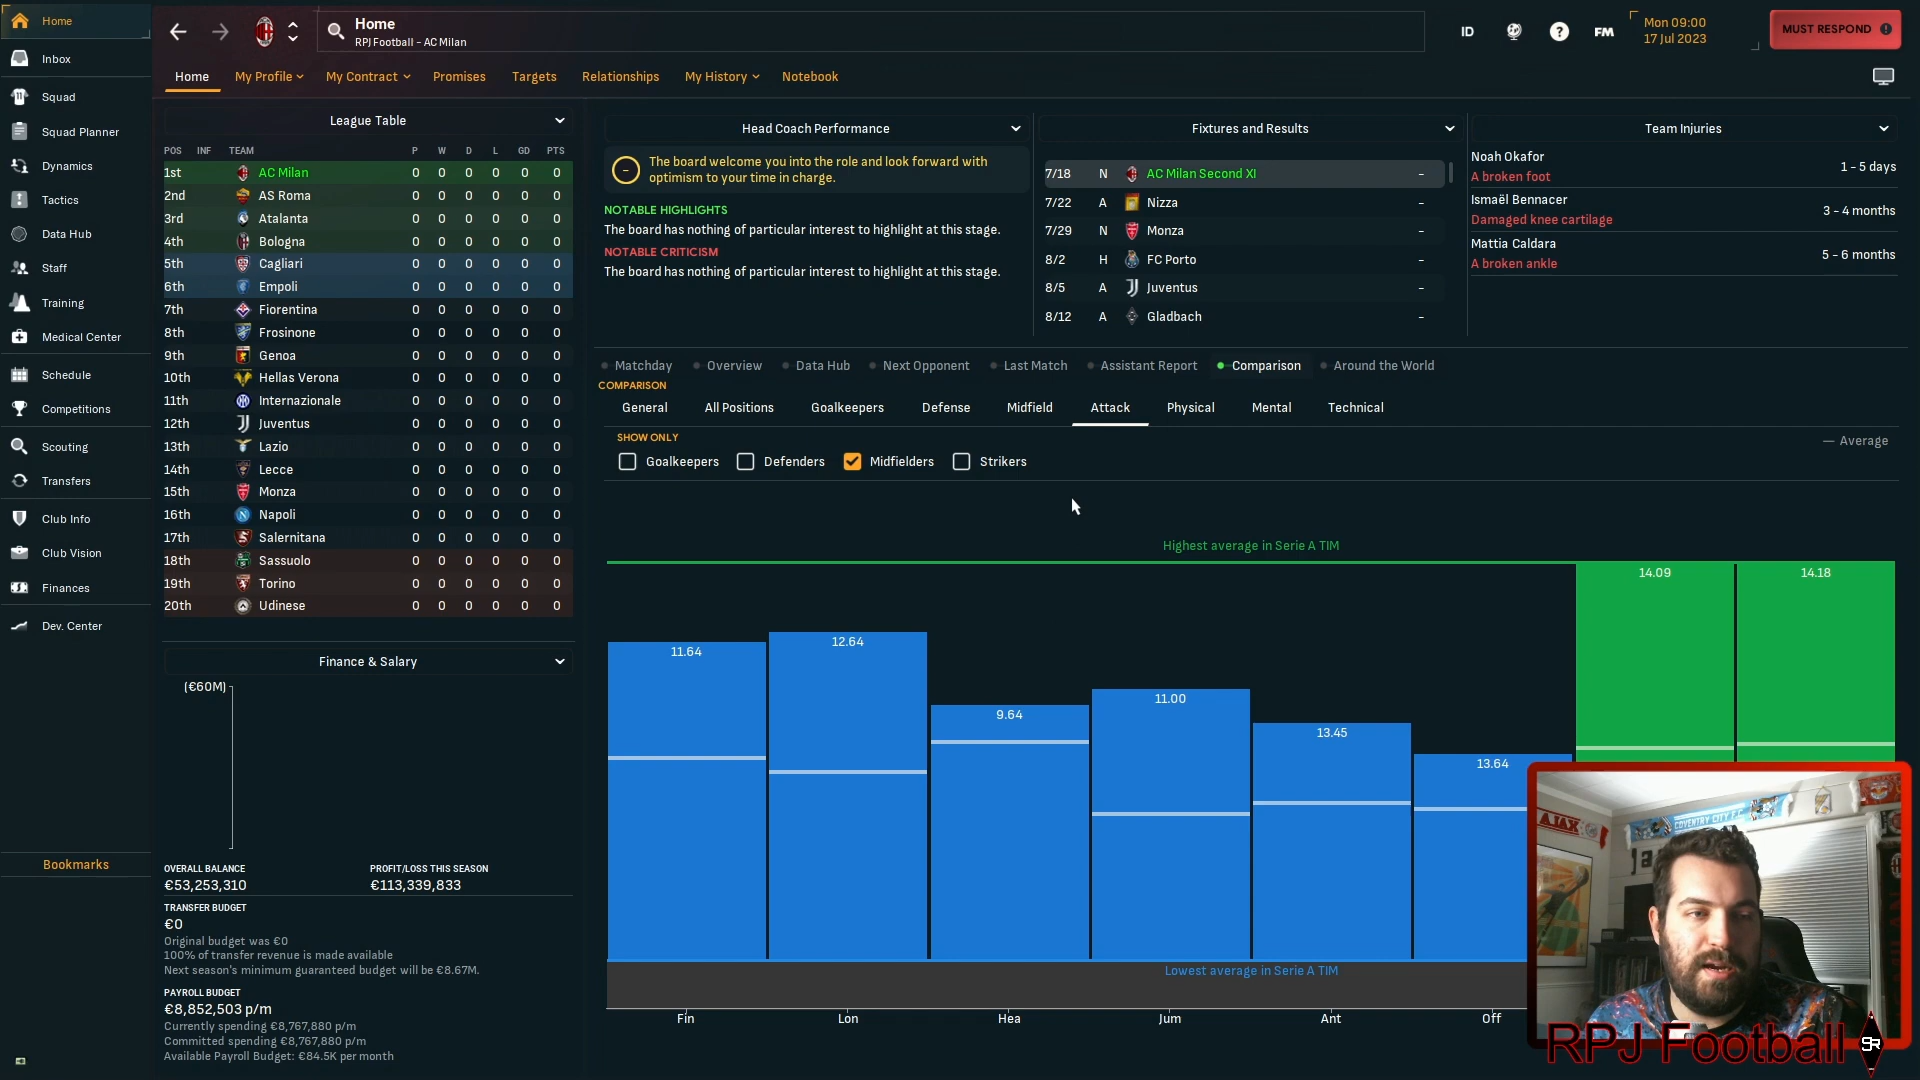 Home
Inbox
Squad
Squad Planner
Dynamics
Tactics
Data Hub
Staff
Training
Medical Center
Schedule
Competitions
Scouting
Transfers
Club Info
Club Vision
Finances
Dev. Center
Bookmarks
Home
RPJ Football - AC Milan
ID
?
FM
Mon 09:00
17 Jul 2023
MUST RESPOND
Home My Profile My Contract Promises Targets Relationships My History Notebook
League Table
POS INF TEAM P W D L GD PTS
1st AC Milan 0 0 0 0 0 0
2nd AS Roma 0 0 0 0 0 0
3rd Atalanta 0 0 0 0 0 0
4th Bologna 0 0 0 0 0 0
5th Cagliari 0 0 0 0 0 0
6th Empoli 0 0 0 0 0 0
7th Fiorentina 0 0 0 0 0 0
8th Frosinone 0 0 0 0 0 0
9th Genoa 0 0 0 0 0 0
10th Hellas Verona 0 0 0 0 0 0
11th Internazionale 0 0 0 0 0 0
12th Juventus 0 0 0 0 0 0
13th Lazio 0 0 0 0 0 0
14th Lecce 0 0 0 0 0 0
15th Monza 0 0 0 0 0 0
16th Napoli 0 0 0 0 0 0
17th Salernitana 0 0 0 0 0 0
18th Sassuolo 0 0 0 0 0 0
19th Torino 0 0 0 0 0 0
20th Udinese 0 0 0 0 0 0
Finance & Salary
(€60M)
OVERALL BALANCE PROFIT/LOSS THIS SEASON
€53,253,310 €113,339,833
TRANSFER BUDGET
€0
Original budget was €0
100% of transfer revenue is made available
Next season's minimum guaranteed budget will be €8.67M.
PAYROLL BUDGET
€8,852,503 p/m
Currently spending €8,767,880 p/m
Committed spending €8,767,880 p/m
Available Payroll Budget: €84.5K per month
Head Coach Performance
The board welcome you into the role and look forward with
optimism to your time in charge.
NOTABLE HIGHLIGHTS
The board has nothing of particular interest to highlight at this stage.
NOTABLE CRITICISM
The board has nothing of particular interest to highlight at this stage.
Fixtures and Results
7/18 N AC Milan Second XI -
7/22 A Nizza -
7/29 N Monza -
8/2 H FC Porto -
8/5 A Juventus -
8/12 A Gladbach -
Team Injuries
Noah Okafor
A broken foot
1 - 5 days
Ismaël Bennacer
Damaged knee cartilage
3 - 4 months
Mattia Caldara
A broken ankle
5 - 6 months
Matchday Overview Data Hub Next Opponent Last Match Assistant Report Comparison Around the World
COMPARISON
General All Positions Goalkeepers Defense Midfield Attack Physical Mental Technical
SHOW ONLY
Goalkeepers Defenders Midfielders Strikers
— Average
Highest average in Serie A TIM
11.64 12.64 9.64 11.00 13.45 13.64 14.09 14.18
Lowest average in Serie A TIM
Fin Lon Hea Jum Ant Off
AJAX
COVENTRY CITY F.C
RPJ Football
SR